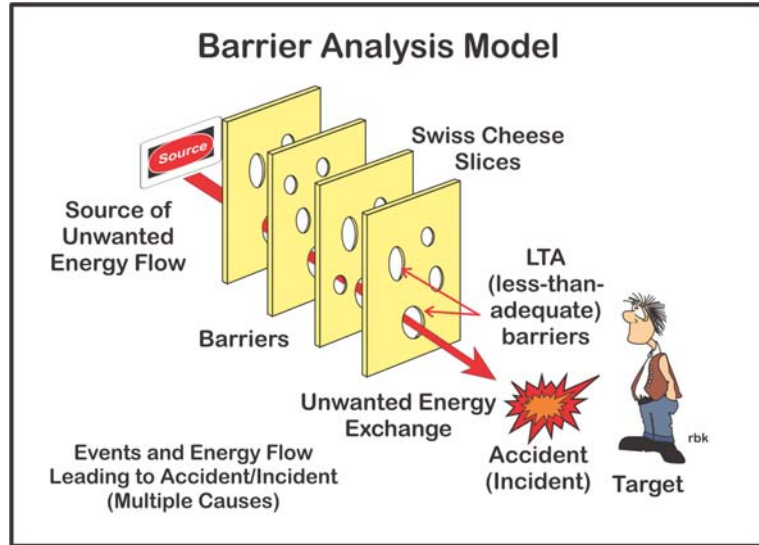 Barrier Analysis Model
Source
Swiss Cheese
Slices
Source of
Unwanted
Energy Flow
LTA
(less-than-
adequate)
barriers
Barriers
Unwanted Energy
Exchange
rbk
Events and Energy Flow
Leading to Accident/Incident
(Multiple Causes)
Accident
(Incident)
Target